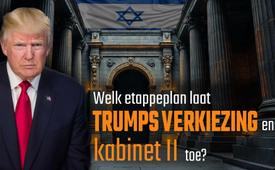 Welk etappeplan laat
TRUMPS VERKIEZING en
kabinet II toe?